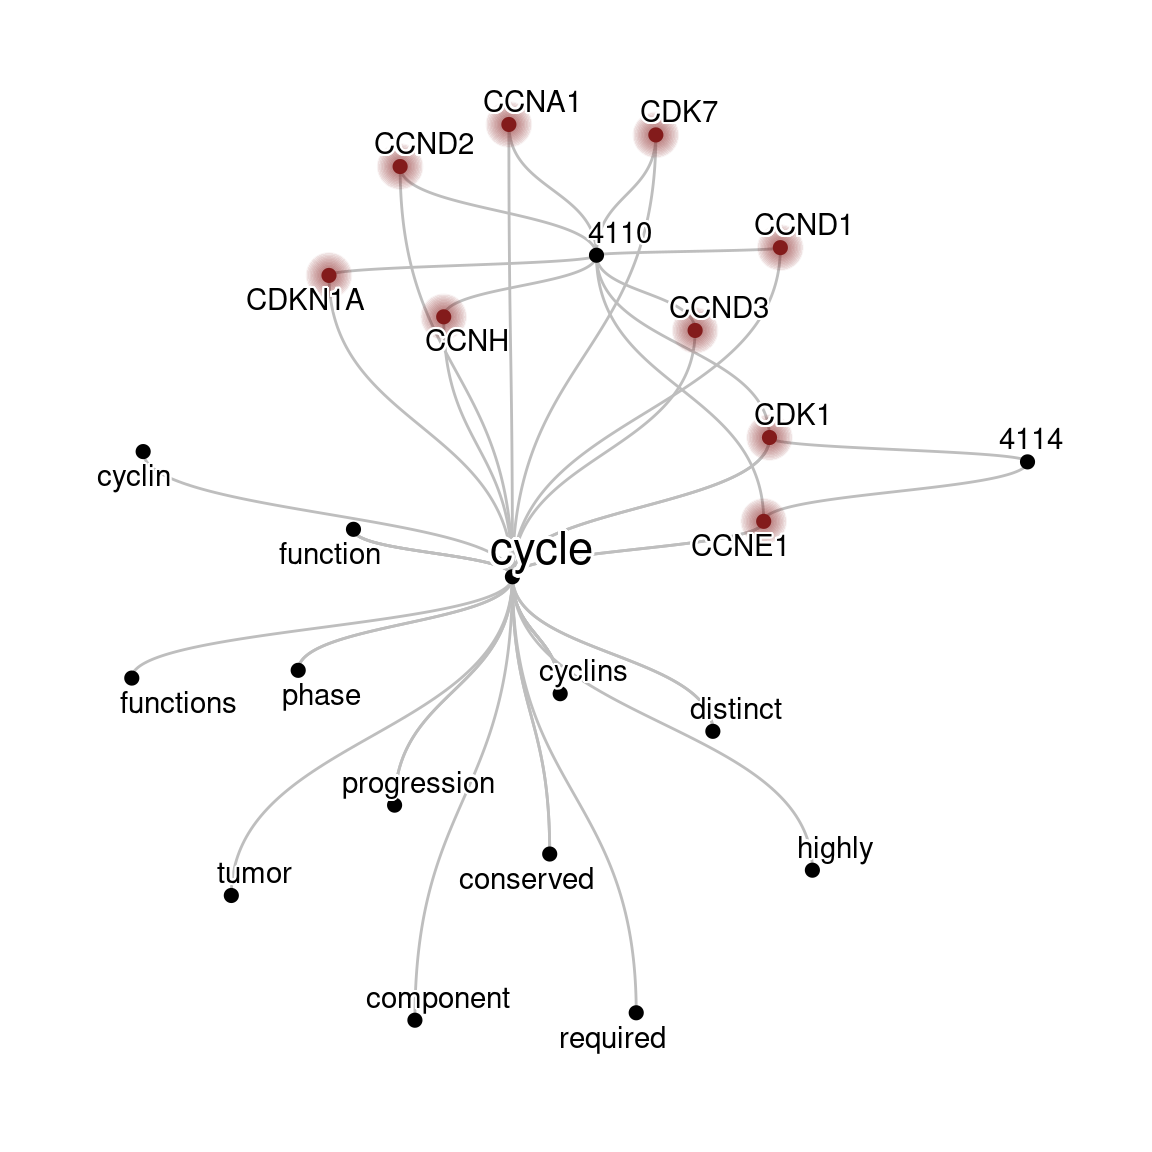 CCNA1
CDK7
CCND2
CCND1
4110
CDKN1A
CCND3
CCNH
CDK1
4114
cyclin
function
cycle
CCNE1
cyclins
functions
phase
distinct
progression
highly
tumor
conserved
component
required